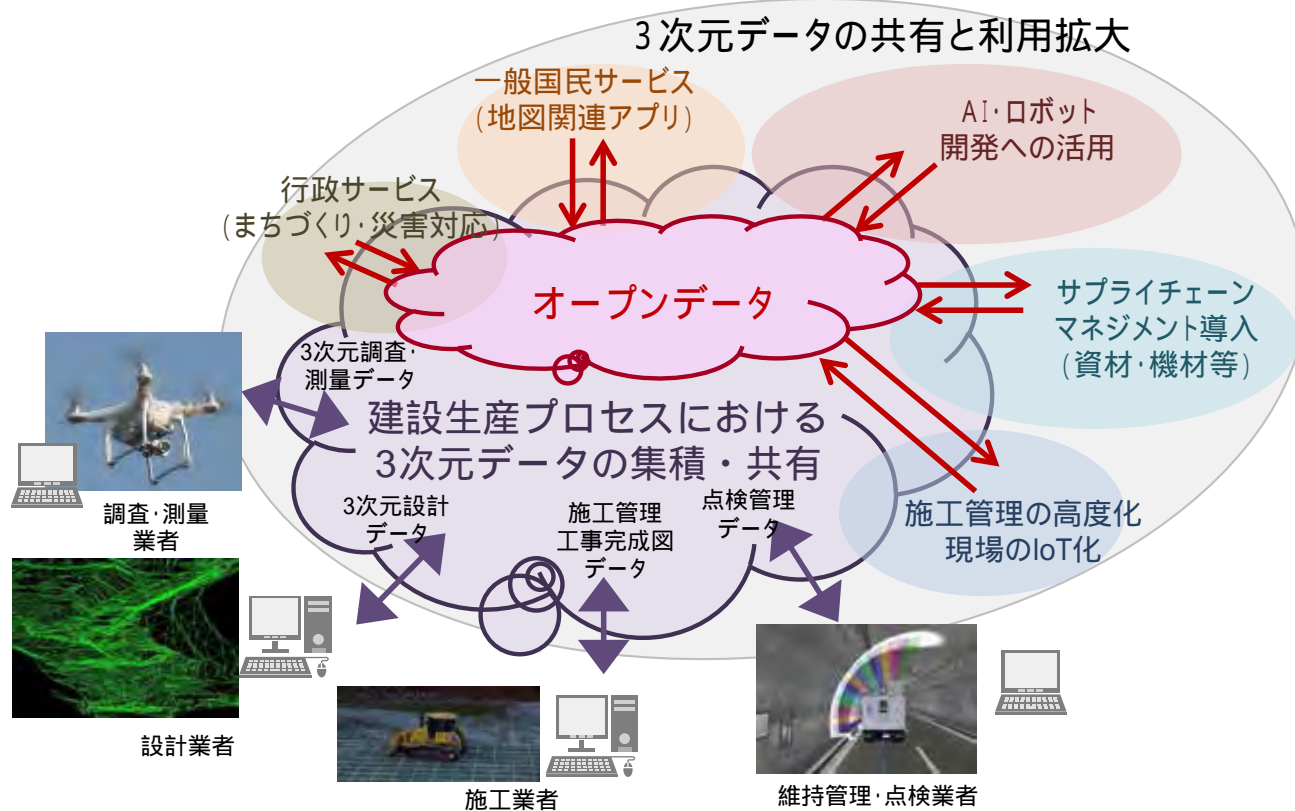 3次元データの共有と利用拡大
一般国民サービス
(地図関連アプリ)
AI・ロボット
開発への活用
行政サービス
(まちづくり・災害対応)
オープンデータ
サプライチェーン
マネジメント導入
(資材・機材等)
3次元調査・
測量データ
建設生産プロセスにおける
3次元データの集積・共有
3次元設計
データ
施工管理
工事完成図
データ
点検管理
データ
施工管理の高度化
現場のIoT化
調査・測量
業者
設計業者
施工業者
維持管理・点検業者